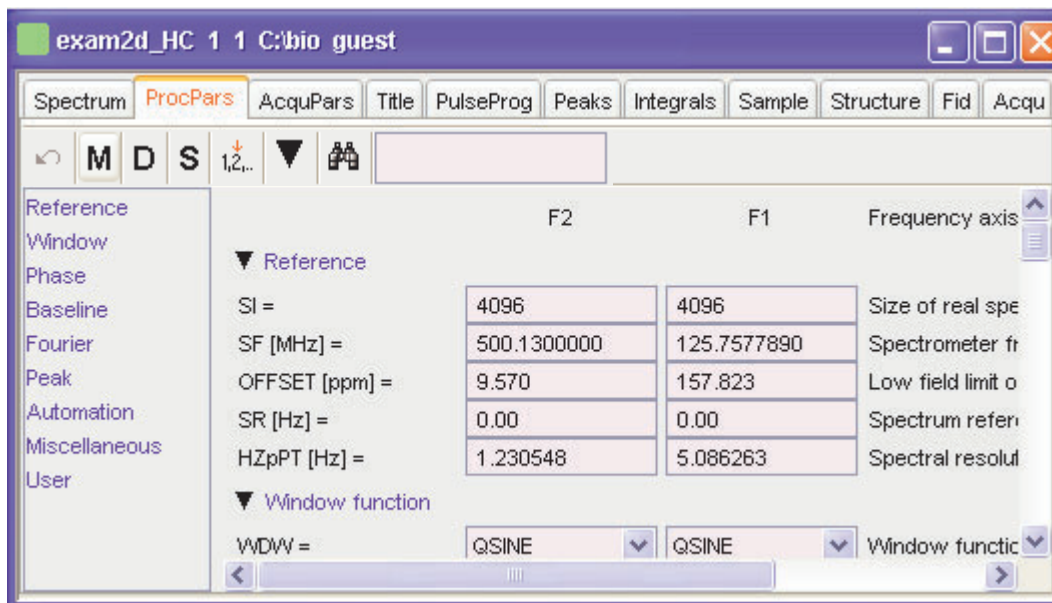 exam2d_HC 1 1 C:\bio guest
Spectrum ProcPars AcquPars Title PulseProg Peaks Integrals Sample Structure Fid Acqu
M D S 1,2,..
Reference
Window
Phase
Baseline
Fourier
Peak
Automation
Miscellaneous
User
F2 F1 Frequency axis
Reference
SI = 4096 4096 Size of real spe
SF [MHz] = 500.1300000 125.7577890 Spectrometer fr
OFFSET [ppm] = 9.570 157.823 Low field limit o
SR [Hz] = 0.00 0.00 Spectrum refer
HZpPT [Hz] = 1.230548 5.086263 Spectral resolut
Window function
WDW = QSINE QSINE Window functic